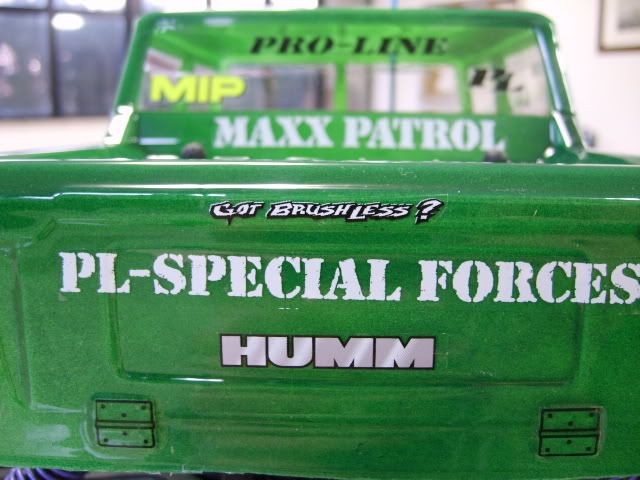 PRO-LINE
MIP
PL
MAXX PATROL
GOT BRUSHLESS?
PL-SPECIAL FORCES
HUMM